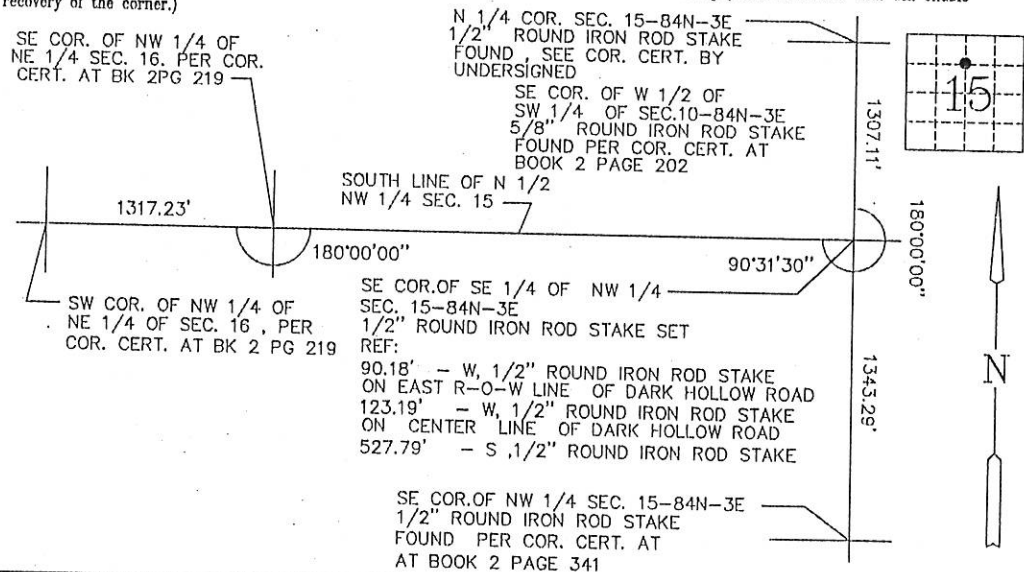 recovery of the corner.)
SE COR. OF NW 1/4 OF
NE 1/4 SEC. 16. PER COR.
CERT. AT BK 2PG 219
N 1/4 COR. SEC. 15-84N-3E
1/2" ROUND IRON ROD STAKE
FOUND , SEE COR. CERT. BY
UNDERSIGNED
SE COR. OF W 1/2 OF
SW 1/4 OF SEC.10-84N-3E
5/8" ROUND IRON ROD STAKE
FOUND PER COR. CERT. AT
BOOK 2 PAGE 202
15
1307.11'
SOUTH LINE OF N 1/2
NW 1/4 SEC. 15
1317.23'
180°00'00"
90°31'30"
180°00'00"
SW COR. OF NW 1/4 OF
NE 1/4 OF SEC. 16 , PER
COR. CERT. AT BK 2 PG 219
SE COR.OF SE 1/4 OF NW 1/4
SEC. 15-84N-3E
1/2" ROUND IRON ROD STAKE SET
REF:
90.18' - W, 1/2" ROUND IRON ROD STAKE
ON EAST R-O-W LINE OF DARK HOLLOW ROAD
123.19' - W, 1/2" ROUND IRON ROD STAKE
ON CENTER LINE OF DARK HOLLOW ROAD
527.79' - S ,1/2" ROUND IRON ROD STAKE
1343.29'
N
SE COR.OF NW 1/4 SEC. 15-84N-3E
1/2" ROUND IRON ROD STAKE
FOUND PER COR. CERT. AT
AT BOOK 2 PAGE 341